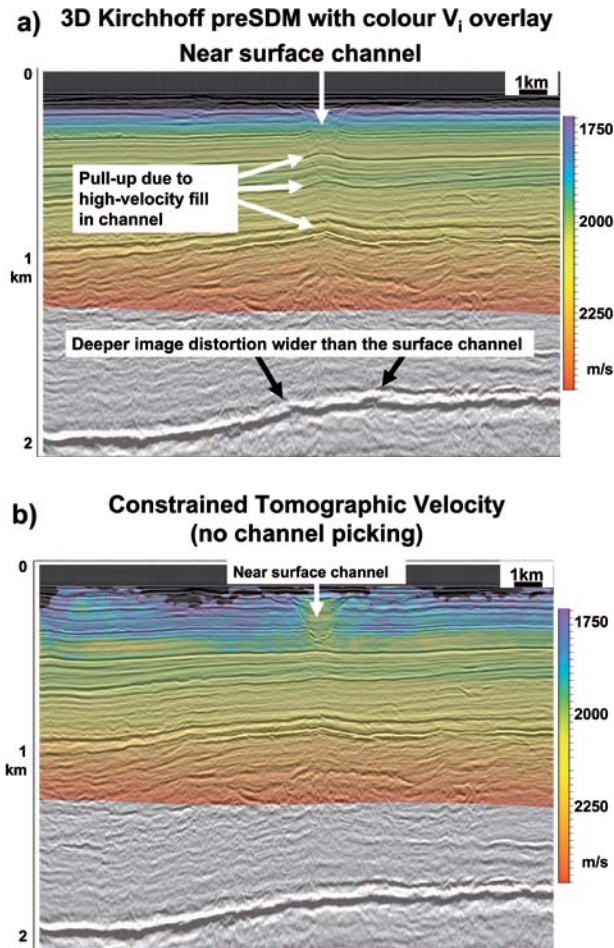 a) 3D Kirchhoff preSDM with colour Vi overlay
Near surface channel
0
1km
1750
Pull-up due to
high-velocity fill
in channel
2000
1
km
2250
Deeper image distortion wider than the surface channel
m/s
2
b) Constrained Tomographic Velocity
(no channel picking)
0
Near surface channel
1km
1750
2000
1
km
2250
m/s
2